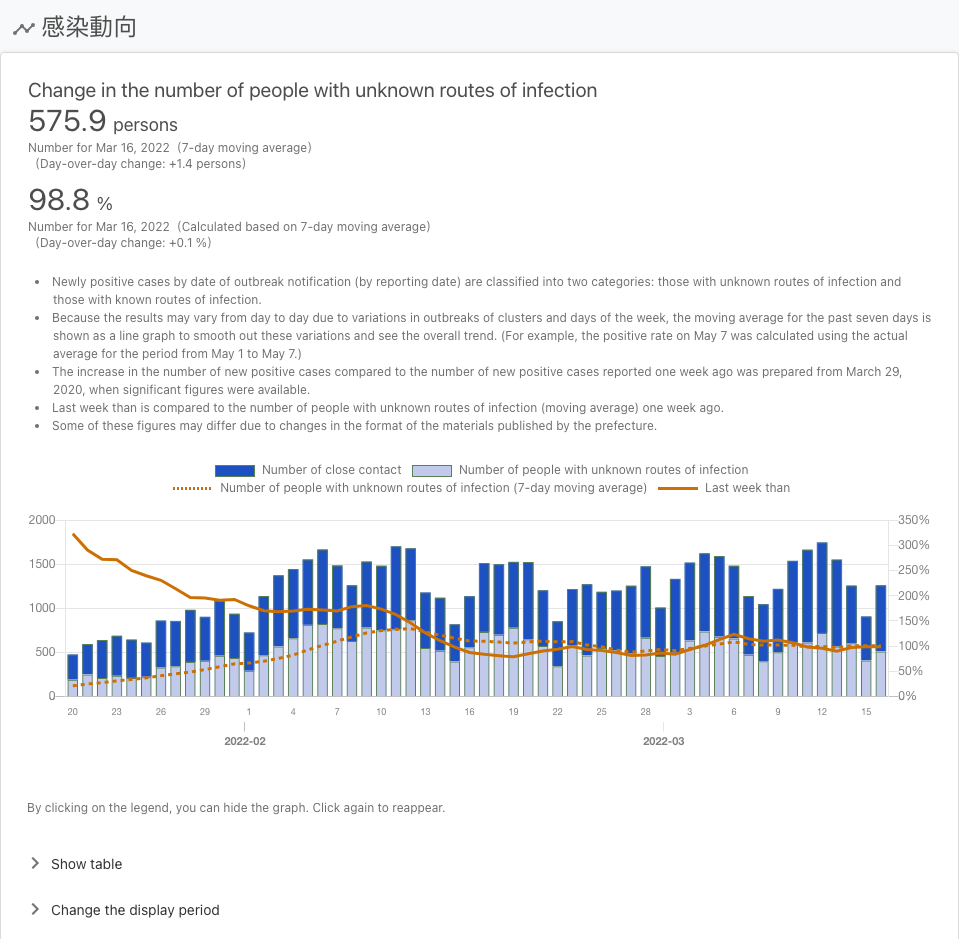 感染動向
Change in the number of people with unknown routes of infection
575.9 persons
Number for Mar 16, 2022 (7-day moving average)
(Day-over-day change: +1.4 persons)
98.8 %
Number for Mar 16, 2022 (Calculated based on 7-day moving average)
(Day-over-day change: +0.1 %)
• Newly positive cases by date of outbreak notification (by reporting date) are classified into two categories: those with unknown routes of infection and
those with known routes of infection.
• Because the results may vary from day to day due to variations in outbreaks of clusters and days of the week, the moving average for the past seven days is
shown as a line graph to smooth out these variations and see the overall trend. (For example, the positive rate on May 7 was calculated using the actual
average for the period from May 1 to May 7.)
• The increase in the number of new positive cases compared to the number of new positive cases reported one week ago was prepared from March 29,
2020, when significant figures were available.
• Last week than is compared to the number of people with unknown routes of infection (moving average) one week ago.
• Some of these figures may differ due to changes in the format of the materials published by the prefecture.
Number of close contact Number of people with unknown routes of infection
Number of people with unknown routes of infection (7-day moving average) Last week than
2000 350%
300%
1500 250%
200%
1000 150%
500 100%
50%
0 0%
20 23 26 29 1 4 7 10 13 16 19 22 25 28 3 6 9 12 15
2022-02 2022-03
By clicking on the legend, you can hide the graph. Click again to reappear.
Show table
Change the display period